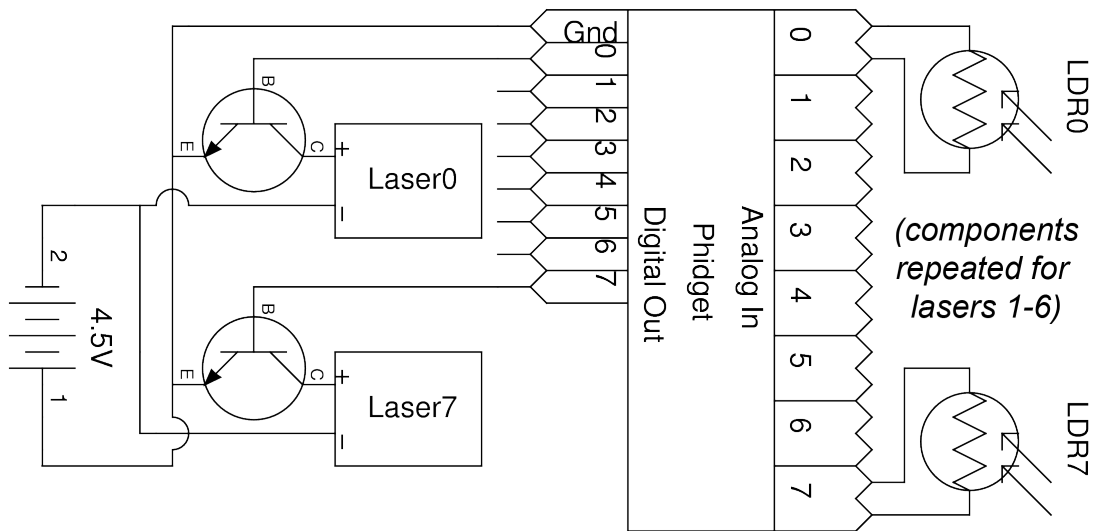 Gnd
0
1
2
3
4
5
6
7
Digital Out
Phidget
Analog In
0
1
2
3
4
5
6
7
B
E
C
+
Laser0
-
B
E
C
+
Laser7
-
2
4.5V
1
LDR0
(components
repeated for
lasers 1-6)
LDR7